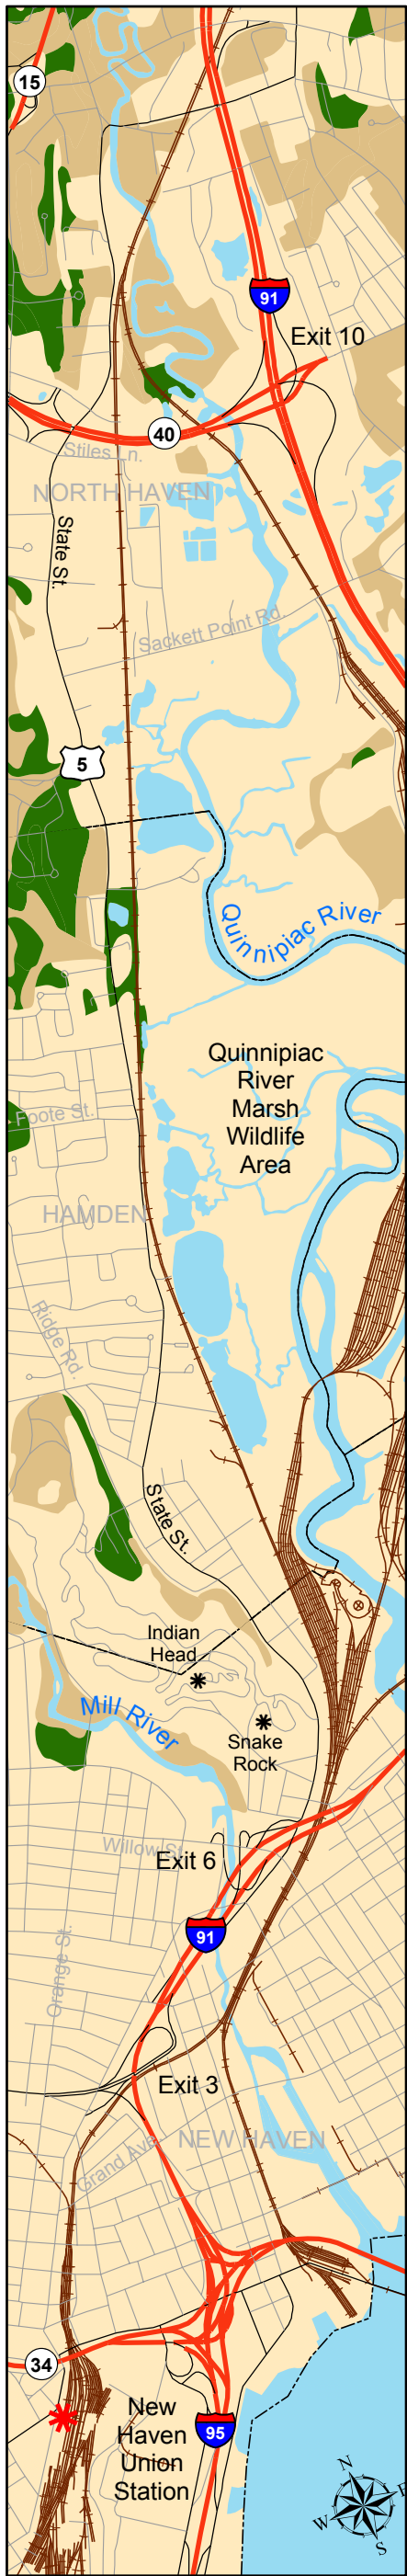 15
91
Exit 10
40
Stiles Ln.
NORTH HAVEN
State St.
Sackett Point Rd.
5
Quinnipiac River
Quinnipiac
River
Marsh
Wildlife
Area
Foote St.
HAMDEN
Ridge Rd.
State St.
Indian
Head
Mill River
Snake
Rock
Willow St.
Exit 6
91
Orange St.
Exit 3
NEW HAVEN
Grand Ave.
34
New
Haven
Union
Station
95
N
E
W
S